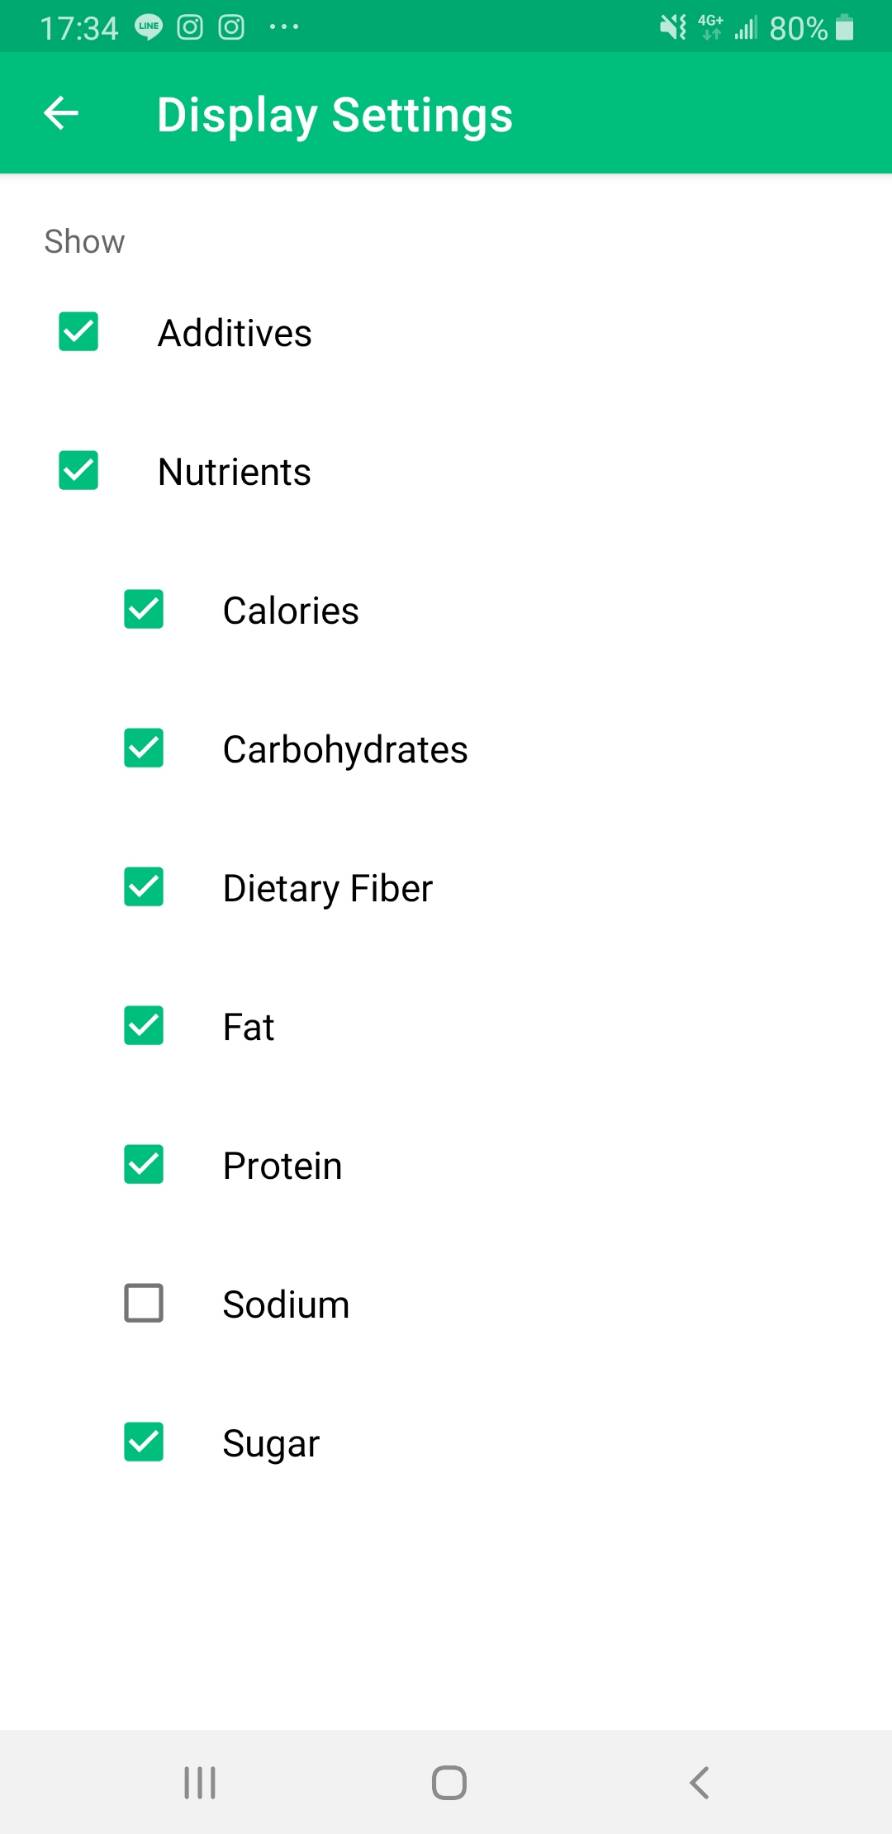 17:34 LINE ... 4G+ 80%
Display Settings
Show
Additives
Nutrients
Calories
Carbohydrates
Dietary Fiber
Fat
Protein
Sodium
Sugar